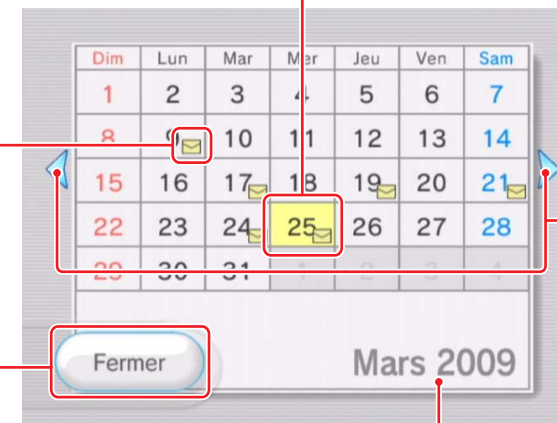 Dim Lun Mar Mer Jeu Ven Sam
1 2 3 4 5 6 7
8 9 10 11 12 13 14
15 16 17 18 19 20 21
22 23 24 25 26 27 28
29 30 31 1 2 3 4
Fermer
Mars 2009